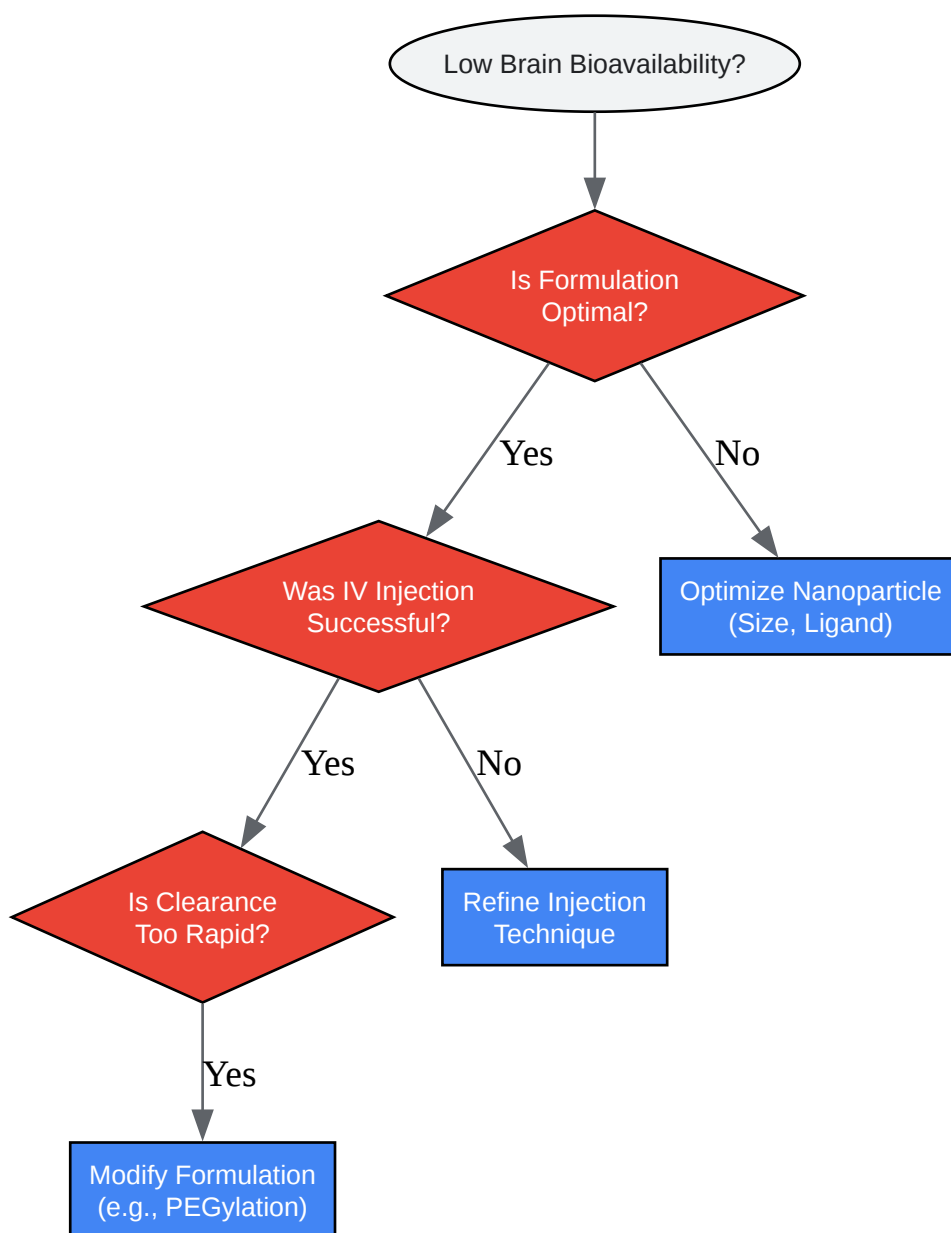 Low Brain Bioavailability?
Is Formulation
Optimal?
Yes
No
Was IV Injection
Successful?
Optimize Nanoparticle
(Size, Ligand)
Yes
No
Is Clearance
Too Rapid?
Refine Injection
Technique
Yes
Modify Formulation
(e.g., PEGylation)